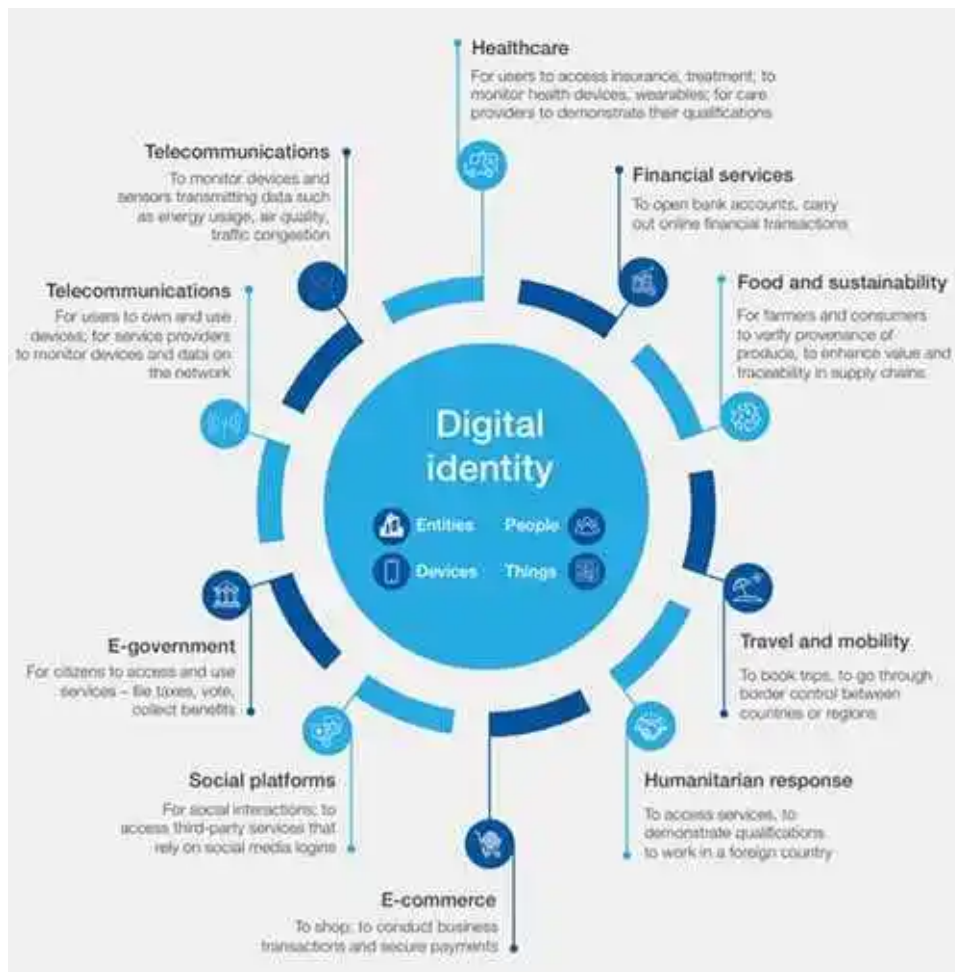 Healthcare
For users to access insurance, treatment; to
monitor health devices, wearables; for care
providers to demonstrate their qualifications
Financial services
To open bank accounts, carry
out online financial transactions
Food and sustainability
For farmers and consumers
to verify provenance of
produce, to enhance value and
traceability in supply chains
Travel and mobility
To book trips, to go through
border control between
countries or regions
Humanitarian response
To access services, to
demonstrate qualifications
to work in a foreign country
E-commerce
To shop; to conduct business
transactions and secure payments
Social platforms
For social interactions; to
access third-party services that
rely on social media logins
E-government
For citizens to access and use
services – file taxes, vote,
collect benefits
Telecommunications
For users to own and use
devices; for service providers
to monitor devices and data on
the network
Telecommunications
To monitor devices and
sensors transmitting data such
as energy usage, air quality,
traffic congestion
Digital
identity
Entities People
Devices Things